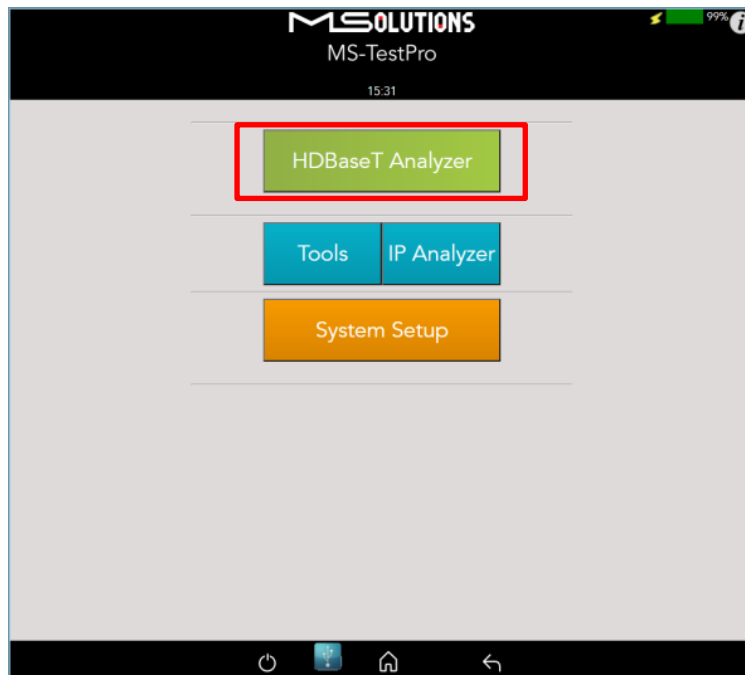 MSOLUTIONS
99%
i
MS-TestPro
15:31
HDBaseT Analyzer
Tools
IP Analyzer
System Setup